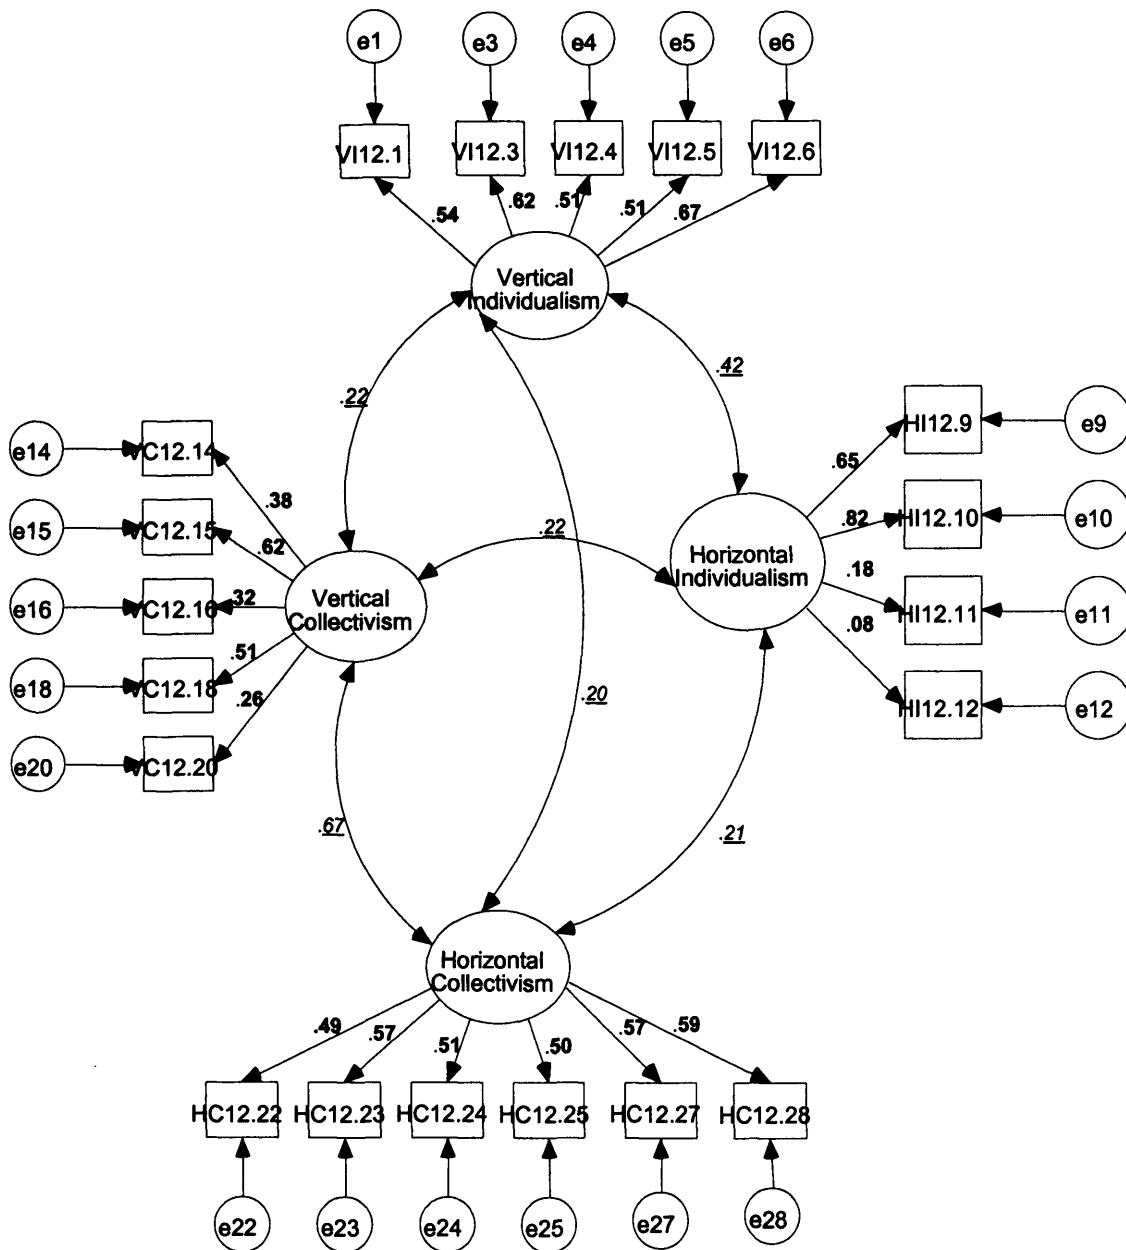 e1
e3
e4
e5
e6
VI12.1
VI12.3
VI12.4
VI12.5
VI12.6
.54
.62
.51
.51
.67
Vertical
Individualism
.22
.42
e14
VC12.14
e15
VC12.15
e16
VC12.16
e18
VC12.18
e20
VC12.20
.38
.62
.32
.51
.26
Vertical
Collectivism
.22
HI12.9
e9
HI12.10
e10
HI12.11
e11
HI12.12
e12
.65
.82
.18
.08
Horizontal
Individualism
.20
.67
.21
Horizontal
Collectivism
.49
.57
.51
.50
.57
.59
HC12.22
HC12.23
HC12.24
HC12.25
HC12.27
HC12.28
e22
e23
e24
e25
e27
e28